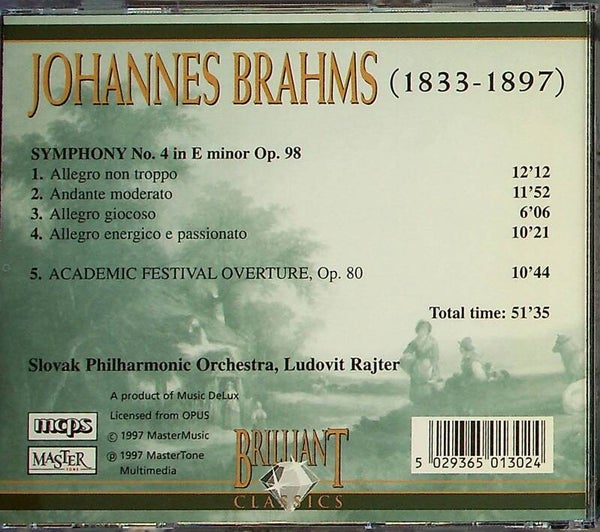 JOHANNES BRAHMS (1833-1897)
SYMPHONY No. 4 in E minor Op. 98
1. Allegro non troppo 12'12
2. Andante moderato 11'52
3. Allegro giocoso 6'06
4. Allegro energico e passionato 10'21
5. ACADEMIC FESTIVAL OVERTURE, Op. 80 10'44
Total time: 51'35
Slovak Philharmonic Orchestra, Ludovit Rajter
A product of Music DeLux
Licensed from OPUS
mcps
© 1997 MasterMusic
MASTER
TONE
℗ 1997 MasterTone
Multimedia
BRILLIANT
CLASSICS
5 029365 013024